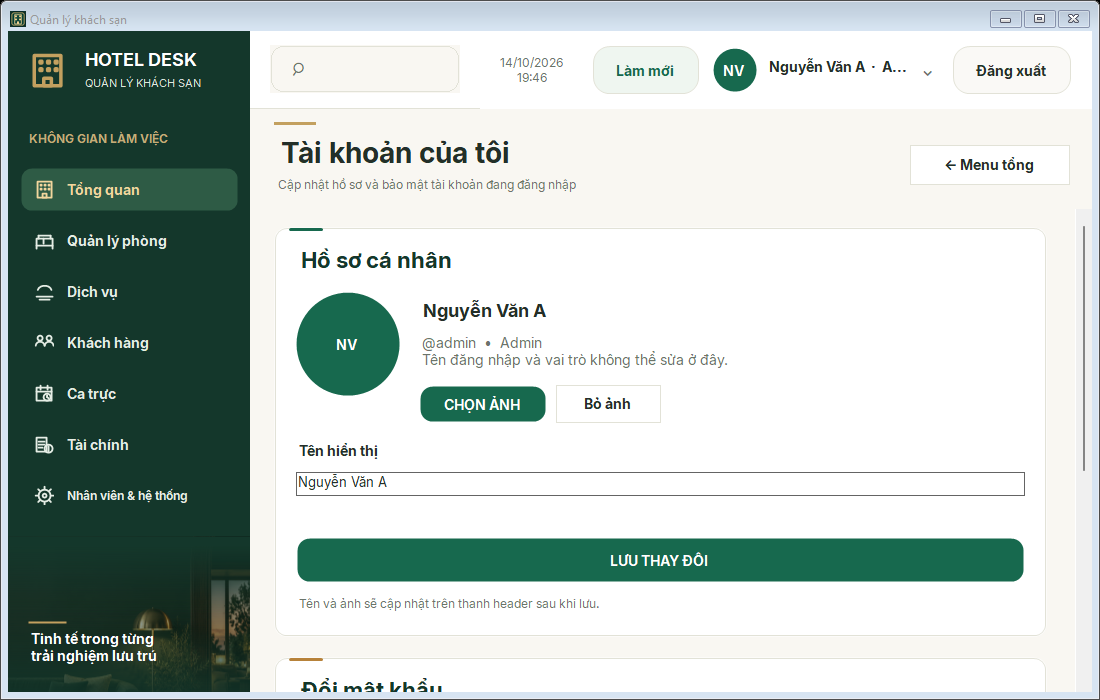 Quản lý khách sạn
HOTEL DESK
QUẢN LÝ KHÁCH SẠN
KHÔNG GIAN LÀM VIỆC
Tổng quan
Quản lý phòng
Dịch vụ
Khách hàng
Ca trực
Tài chính
Nhân viên & hệ thống
Tinh tế trong từng
trải nghiệm lưu trú
14/10/2026
19:46
Làm mới
NV
Nguyễn Văn A · A...
Đăng xuất
Tài khoản của tôi
Cập nhật hồ sơ và bảo mật tài khoản đang đăng nhập
← Menu tổng
Hồ sơ cá nhân
NV
Nguyễn Văn A
@admin • Admin
Tên đăng nhập và vai trò không thể sửa ở đây.
CHỌN ẢNH
Bỏ ảnh
Tên hiển thị
Nguyễn Văn A
LƯU THAY ĐỔI
Tên và ảnh sẽ cập nhật trên thanh header sau khi lưu.
Đổi mật khẩu